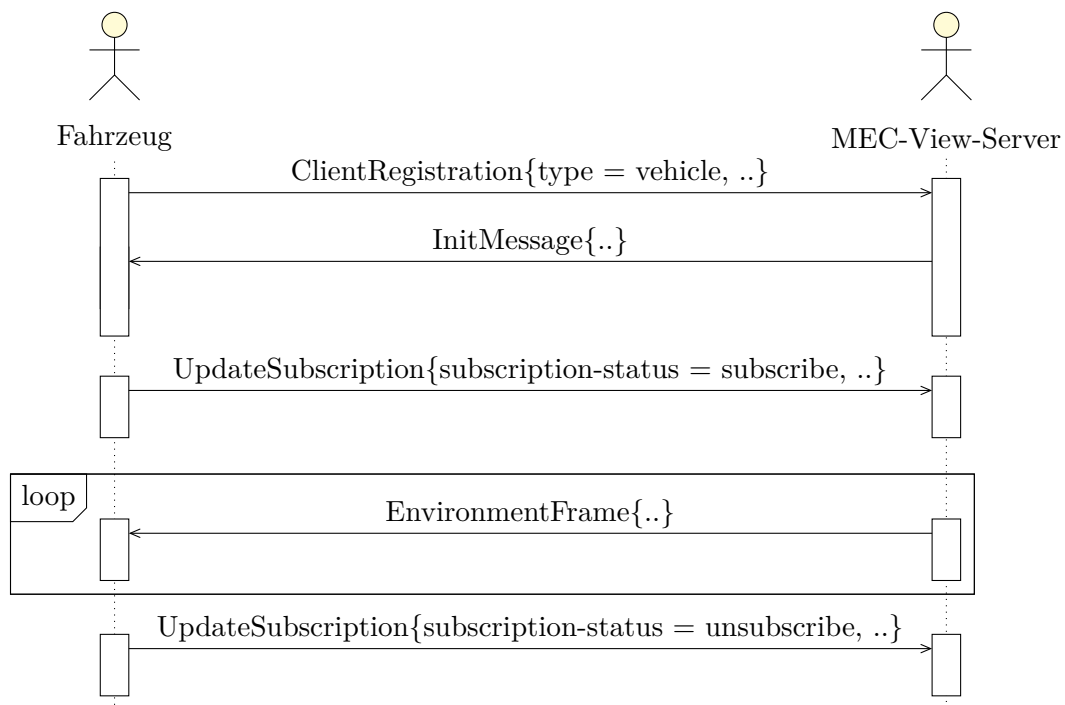 Fahrzeug
MEC-View-Server
ClientRegistration{type = vehicle, ..}
InitMessage{..}
UpdateSubscription{subscription-status = subscribe, ..}
loop
EnvironmentFrame{..}
UpdateSubscription{subscription-status = unsubscribe, ..}